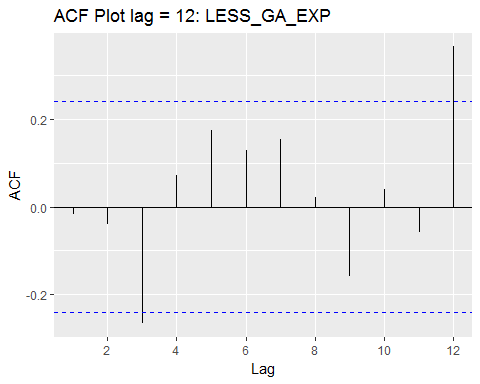 ACF Plot lag = 12: LESS_GA_EXP
ACF
0.2
0.0
-0.2
2 4 6 8 10 12
Lag